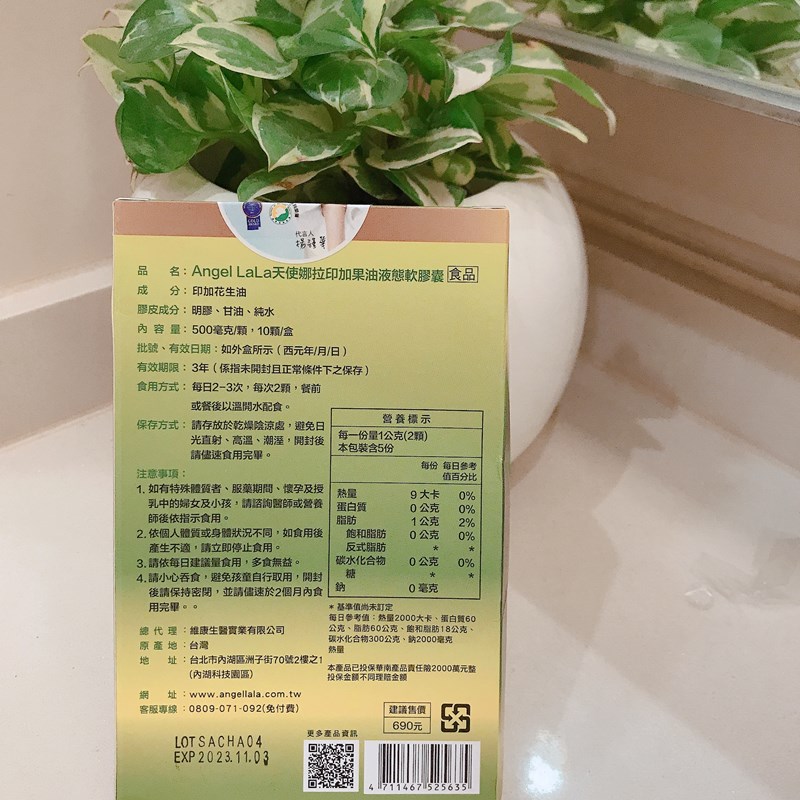 GOLD
代言人
品 名：Angel LaLa天使娜拉印加果油液態軟膠囊 食品
成 分：印加花生油
膠皮成分：明膠、甘油、純水
內 容 量：500毫克/顆，10顆/盒
批號、有效日期：如外盒所示（西元年/月/日）
有效期限：3年（係指未開封且正常條件下之保存）
食用方式：每日2-3次，每次2顆，餐前
或餐後以溫開水配食。
保存方式：請存放於乾燥陰涼處，避免日
光直射、高溫、潮溼，開封後
請儘速食用完畢。
注意事項：
1. 如有特殊體質者、服藥期間、懷孕及授
乳中的婦女及小孩，請諮詢醫師或營養
師後依指示食用。
2. 依個人體質或身體狀況不同，如食用後
產生不適，請立即停止食用。
3. 請依每日建議量食用，多食無益。
4. 請小心吞食，避免孩童自行取用，開封
後請保持密閉，並請儘速於2個月內食
用完畢。。
營養標示
每一份量1公克(2顆)
本包裝含5份
每份 每日參考
值百分比
熱量 9 大卡 0%
蛋白質 0 公克 0%
脂肪 1 公克 2%
飽和脂肪 0 公克 0%
反式脂肪 * *
碳水化合物 0 公克 0%
糖 * *
鈉 0 毫克
* 基準值尚未訂定
每日參考值：熱量2000大卡、蛋白質60
公克、脂肪60公克、飽和脂肪18公克、
碳水化合物300公克、鈉2000毫克
熱量
本產品已投保華南產品責任險2000萬元整
投保金額不同理賠金額
總 代 理：維康生醫實業有限公司
原 產 地：台灣
地 址：台北市內湖區洲子街70號2樓之1
(內湖科技園區)
網 址：www.angellala.com.tw
客服專線：0809-071-092(免付費)
建議售價
690元
更多產品資訊
LOT SACHA04
EXP 2023.11.03
4 711467 525635